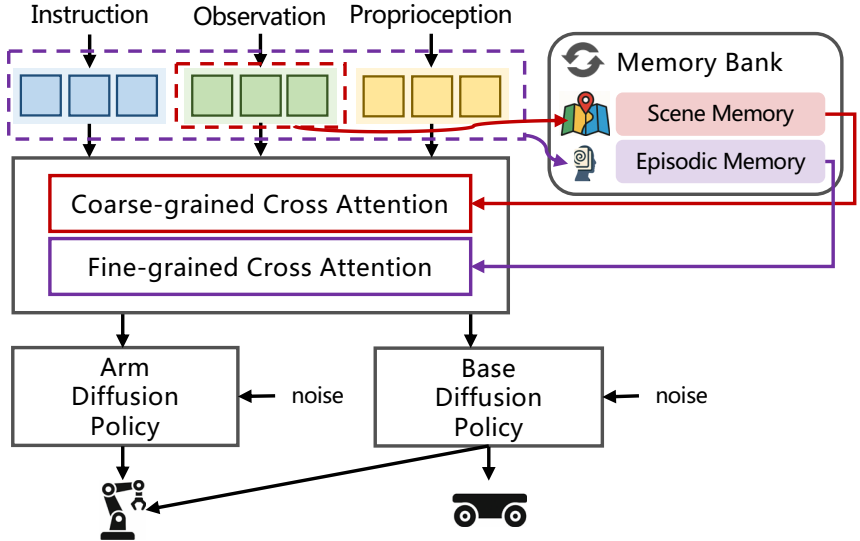 Instruction
Observation
Proprioception
Memory Bank
Scene Memory
Episodic Memory
Coarse-grained Cross Attention
Fine-grained Cross Attention
Arm
Diffusion
Policy
noise
Base
Diffusion
Policy
noise